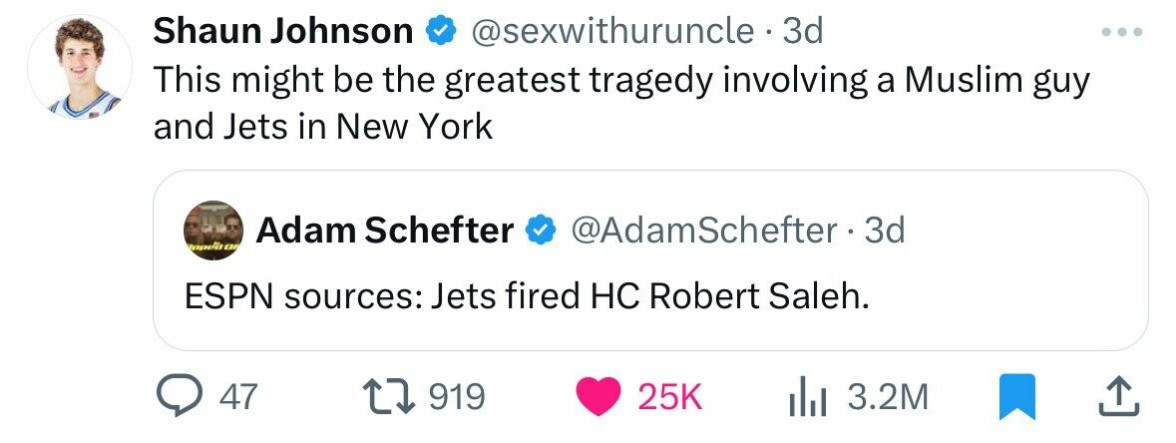 Shaun Johnson @sexwithuruncle · 3d
This might be the greatest tragedy involving a Muslim guy
and Jets in New York
Adam Schefter @AdamSchefter · 3d
ESPN sources: Jets fired HC Robert Saleh.
47 919 25K 3.2M